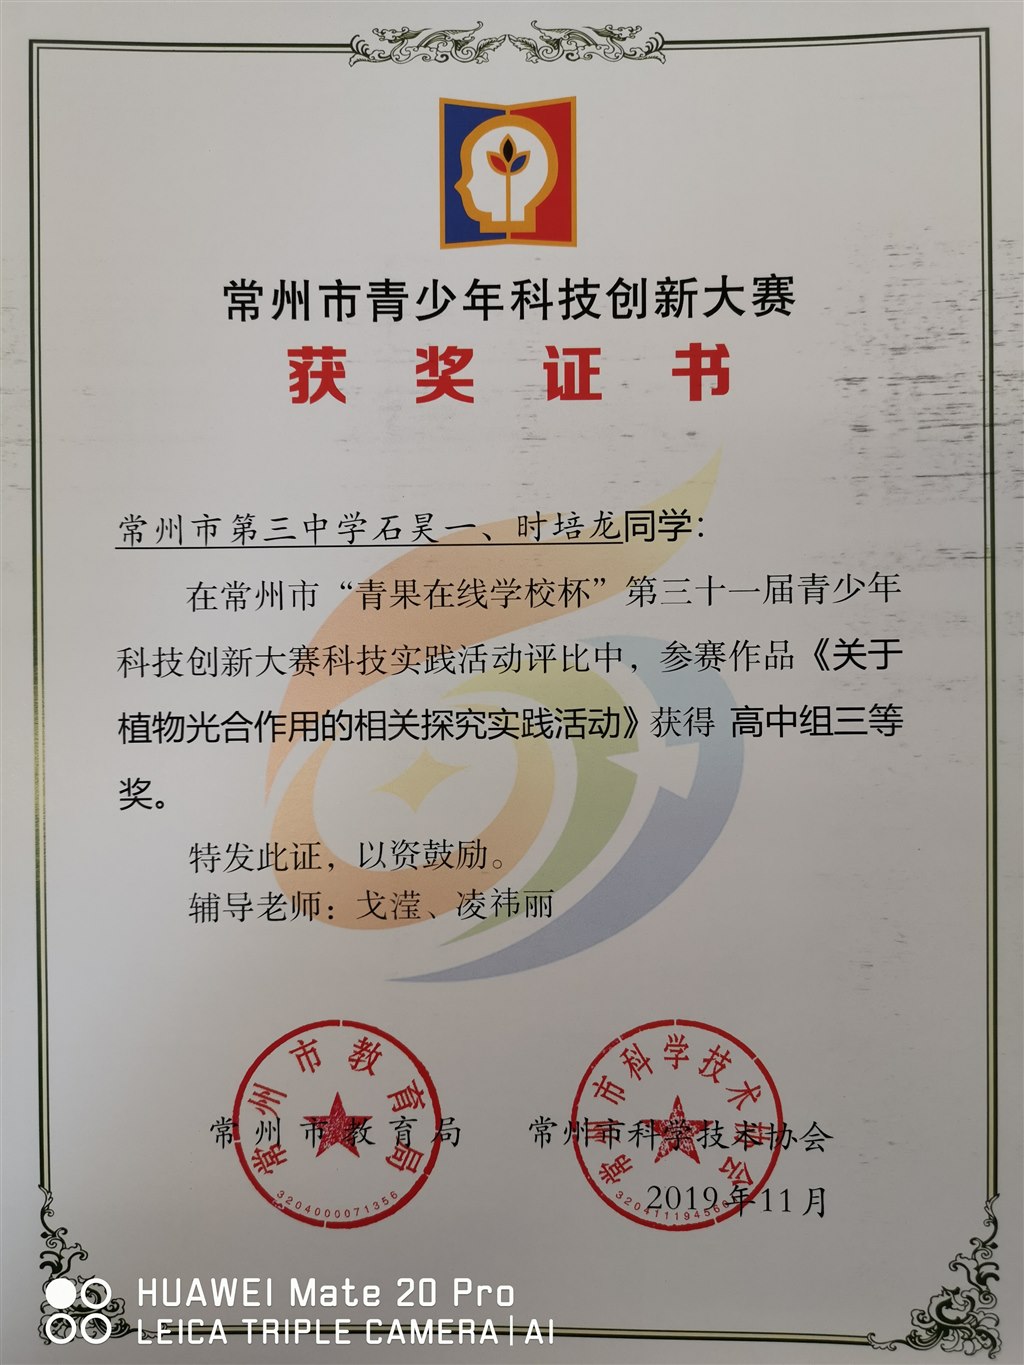 常州市青少年科技创新大赛
获奖证书
常州市第三中学石昊一、时培龙同学：
在常州市“青果在线学校杯”第三十一届青少年
科技创新大赛科技实践活动评比中，参赛作品《关于
植物光合作用的相关探究实践活动》获得 高中组三等
奖。
特发此证，以资鼓励。
辅导老师：戈滢、凌祎丽
常州市教育局
3204000071356
常州市教育局
常州市科学技术协会
常州市科学技术协会
2019年11月
HUAWEI Mate 20 Pro
LEICA TRIPLE CAMERA | AI